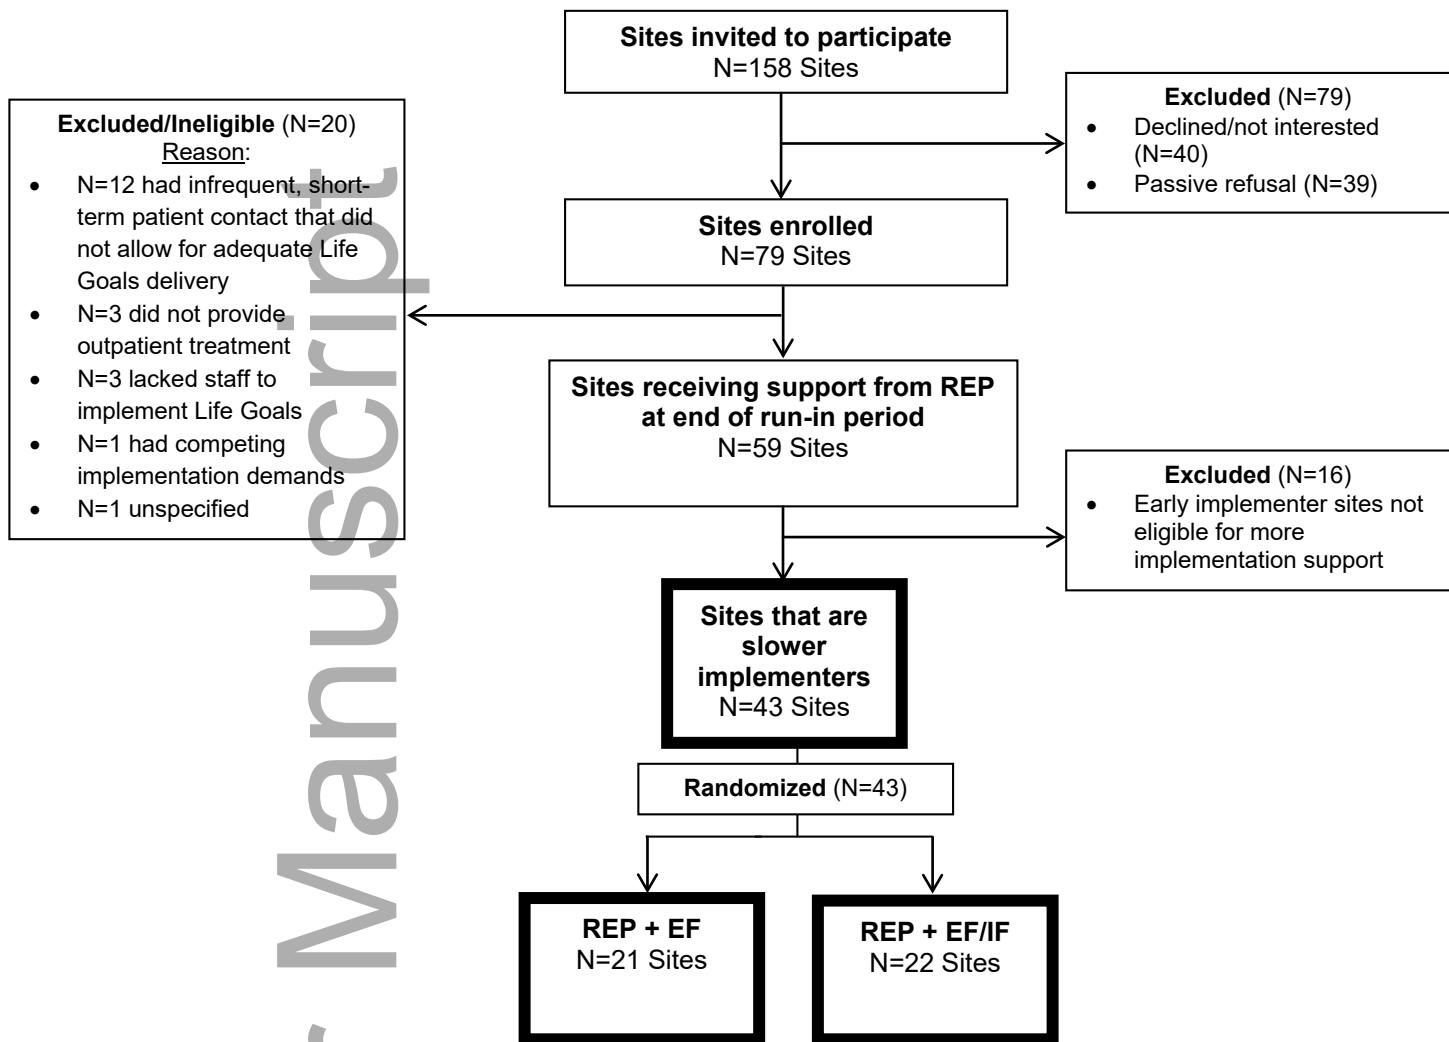 Sites invited to participate
N=158 Sites
Excluded (N=79)
• Declined/not interested
(N=40)
• Passive refusal (N=39)
Excluded/Ineligible (N=20)
Reason:
• N=12 had infrequent, short-
term patient contact that did
not allow for adequate Life
Goals delivery
• N=3 did not provide
outpatient treatment
• N=3 lacked staff to
implement Life Goals
• N=1 had competing
implementation demands
• N=1 unspecified
Sites enrolled
N=79 Sites
Sites receiving support from REP
at end of run-in period
N=59 Sites
Excluded (N=16)
• Early implementer sites not
eligible for more
implementation support
Sites that are
slower
implementers
N=43 Sites
Randomized (N=43)
REP + EF
N=21 Sites
REP + EF/IF
N=22 Sites
Manuscript